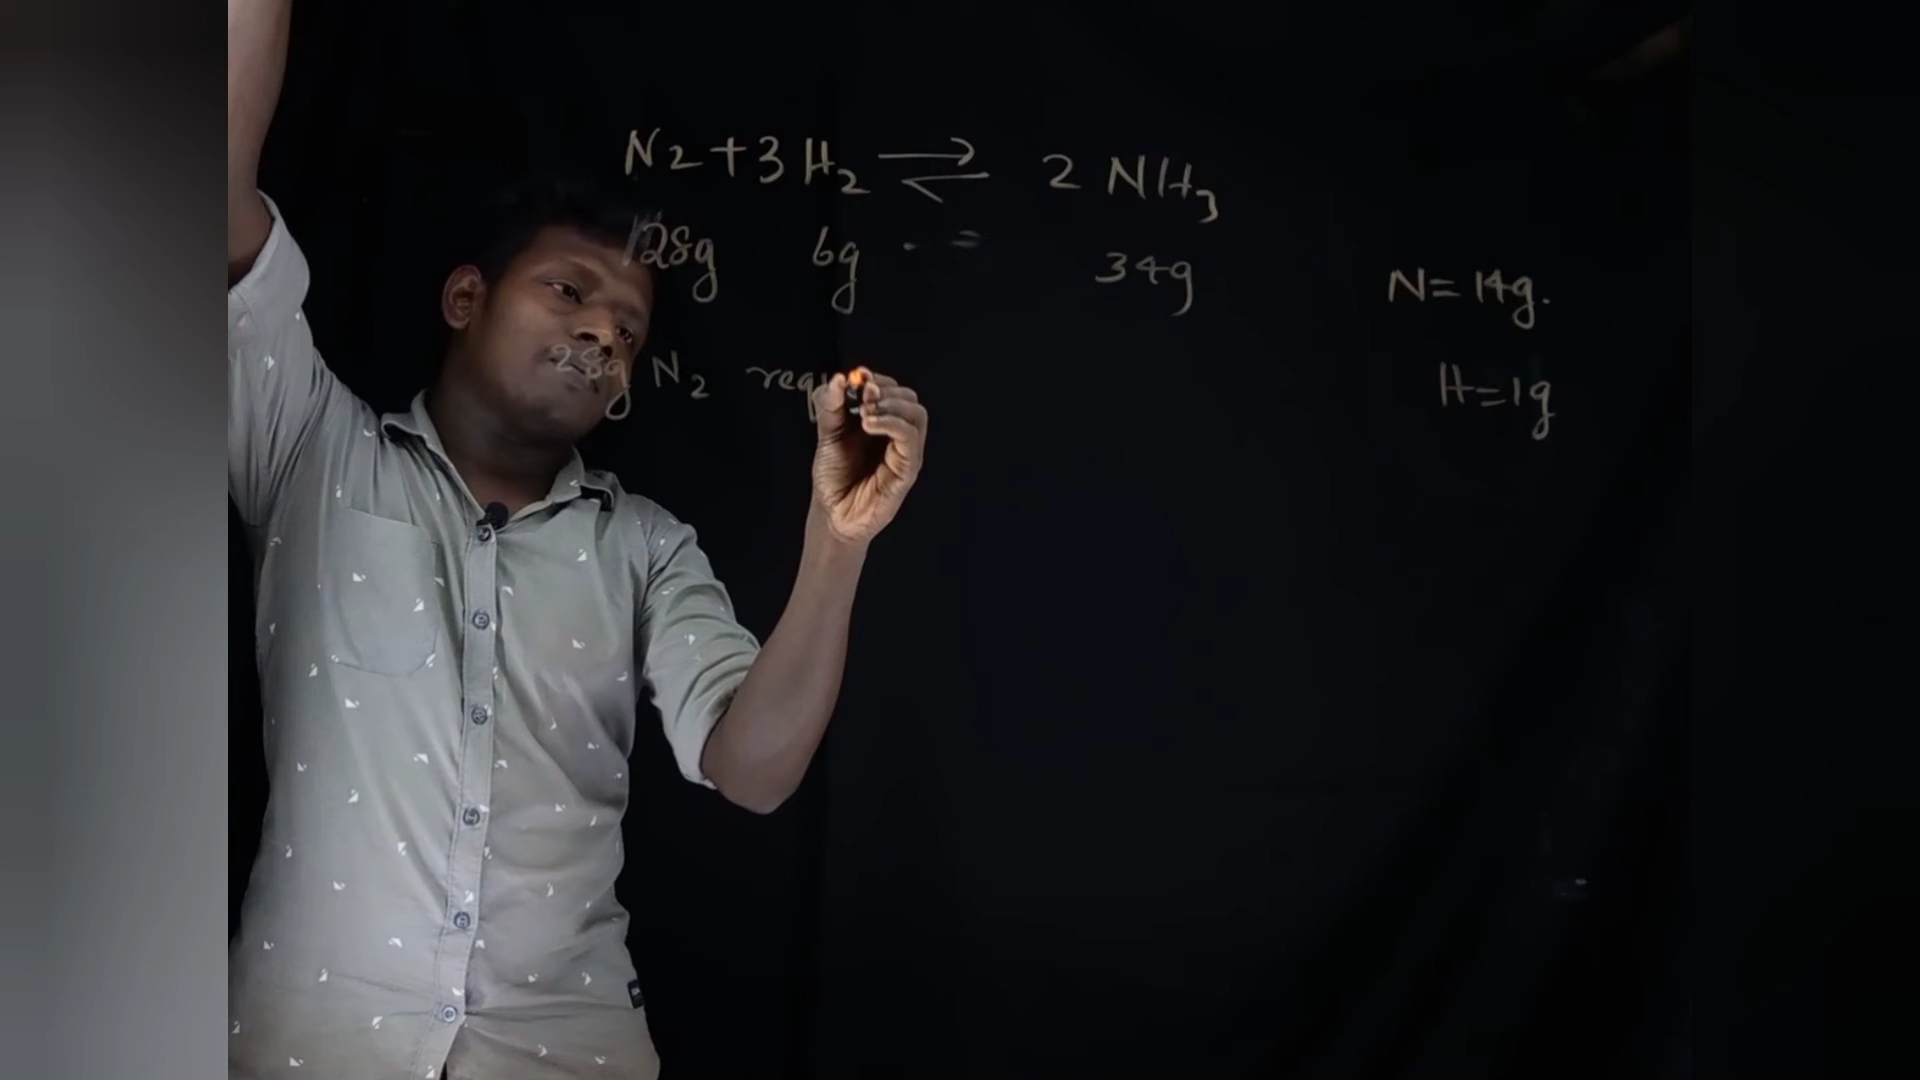 N2 + 3 H2 ⇌ 2 NH3
28g 6g = 34g
N = 14g.
28g N2
H = 1g